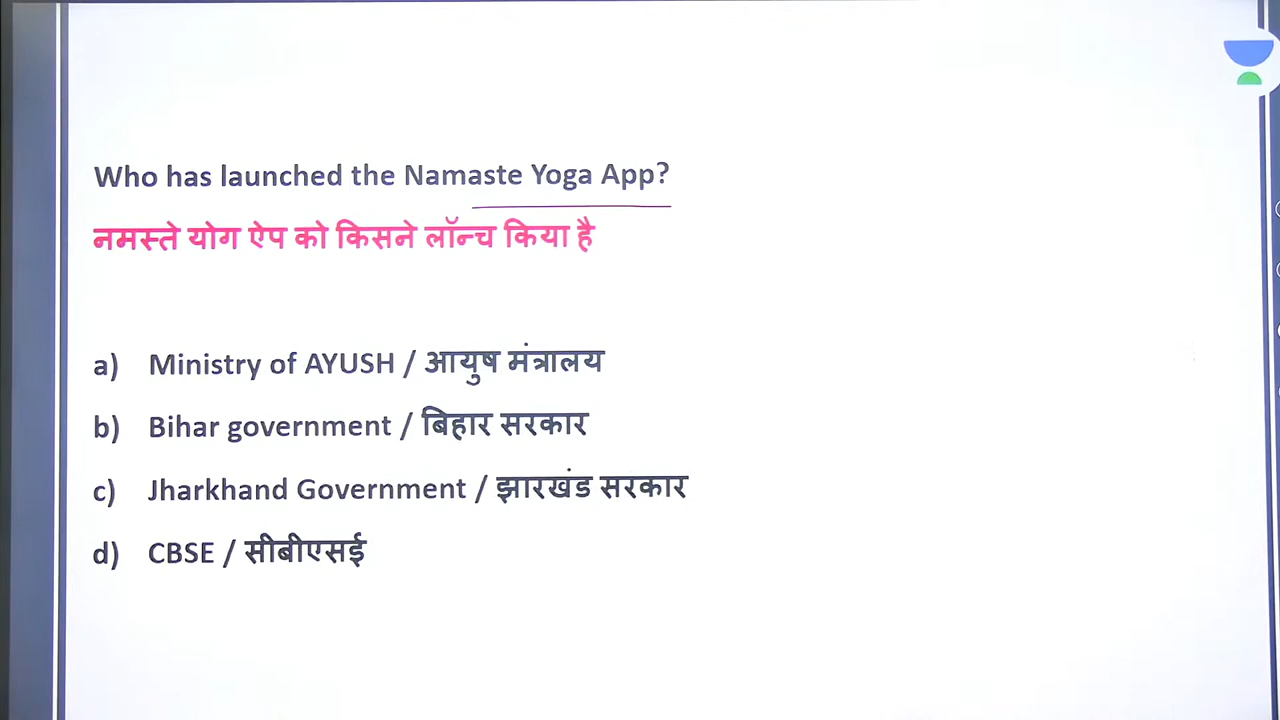 Who has launched the Namaste Yoga App?
नमस्ते योग ऐप को किसने लॉन्च किया है
a) Ministry of AYUSH / आयुष मंत्रालय
b) Bihar government / बिहार सरकार
c) Jharkhand Government / झारखंड सरकार
d) CBSE / सीबीएसई